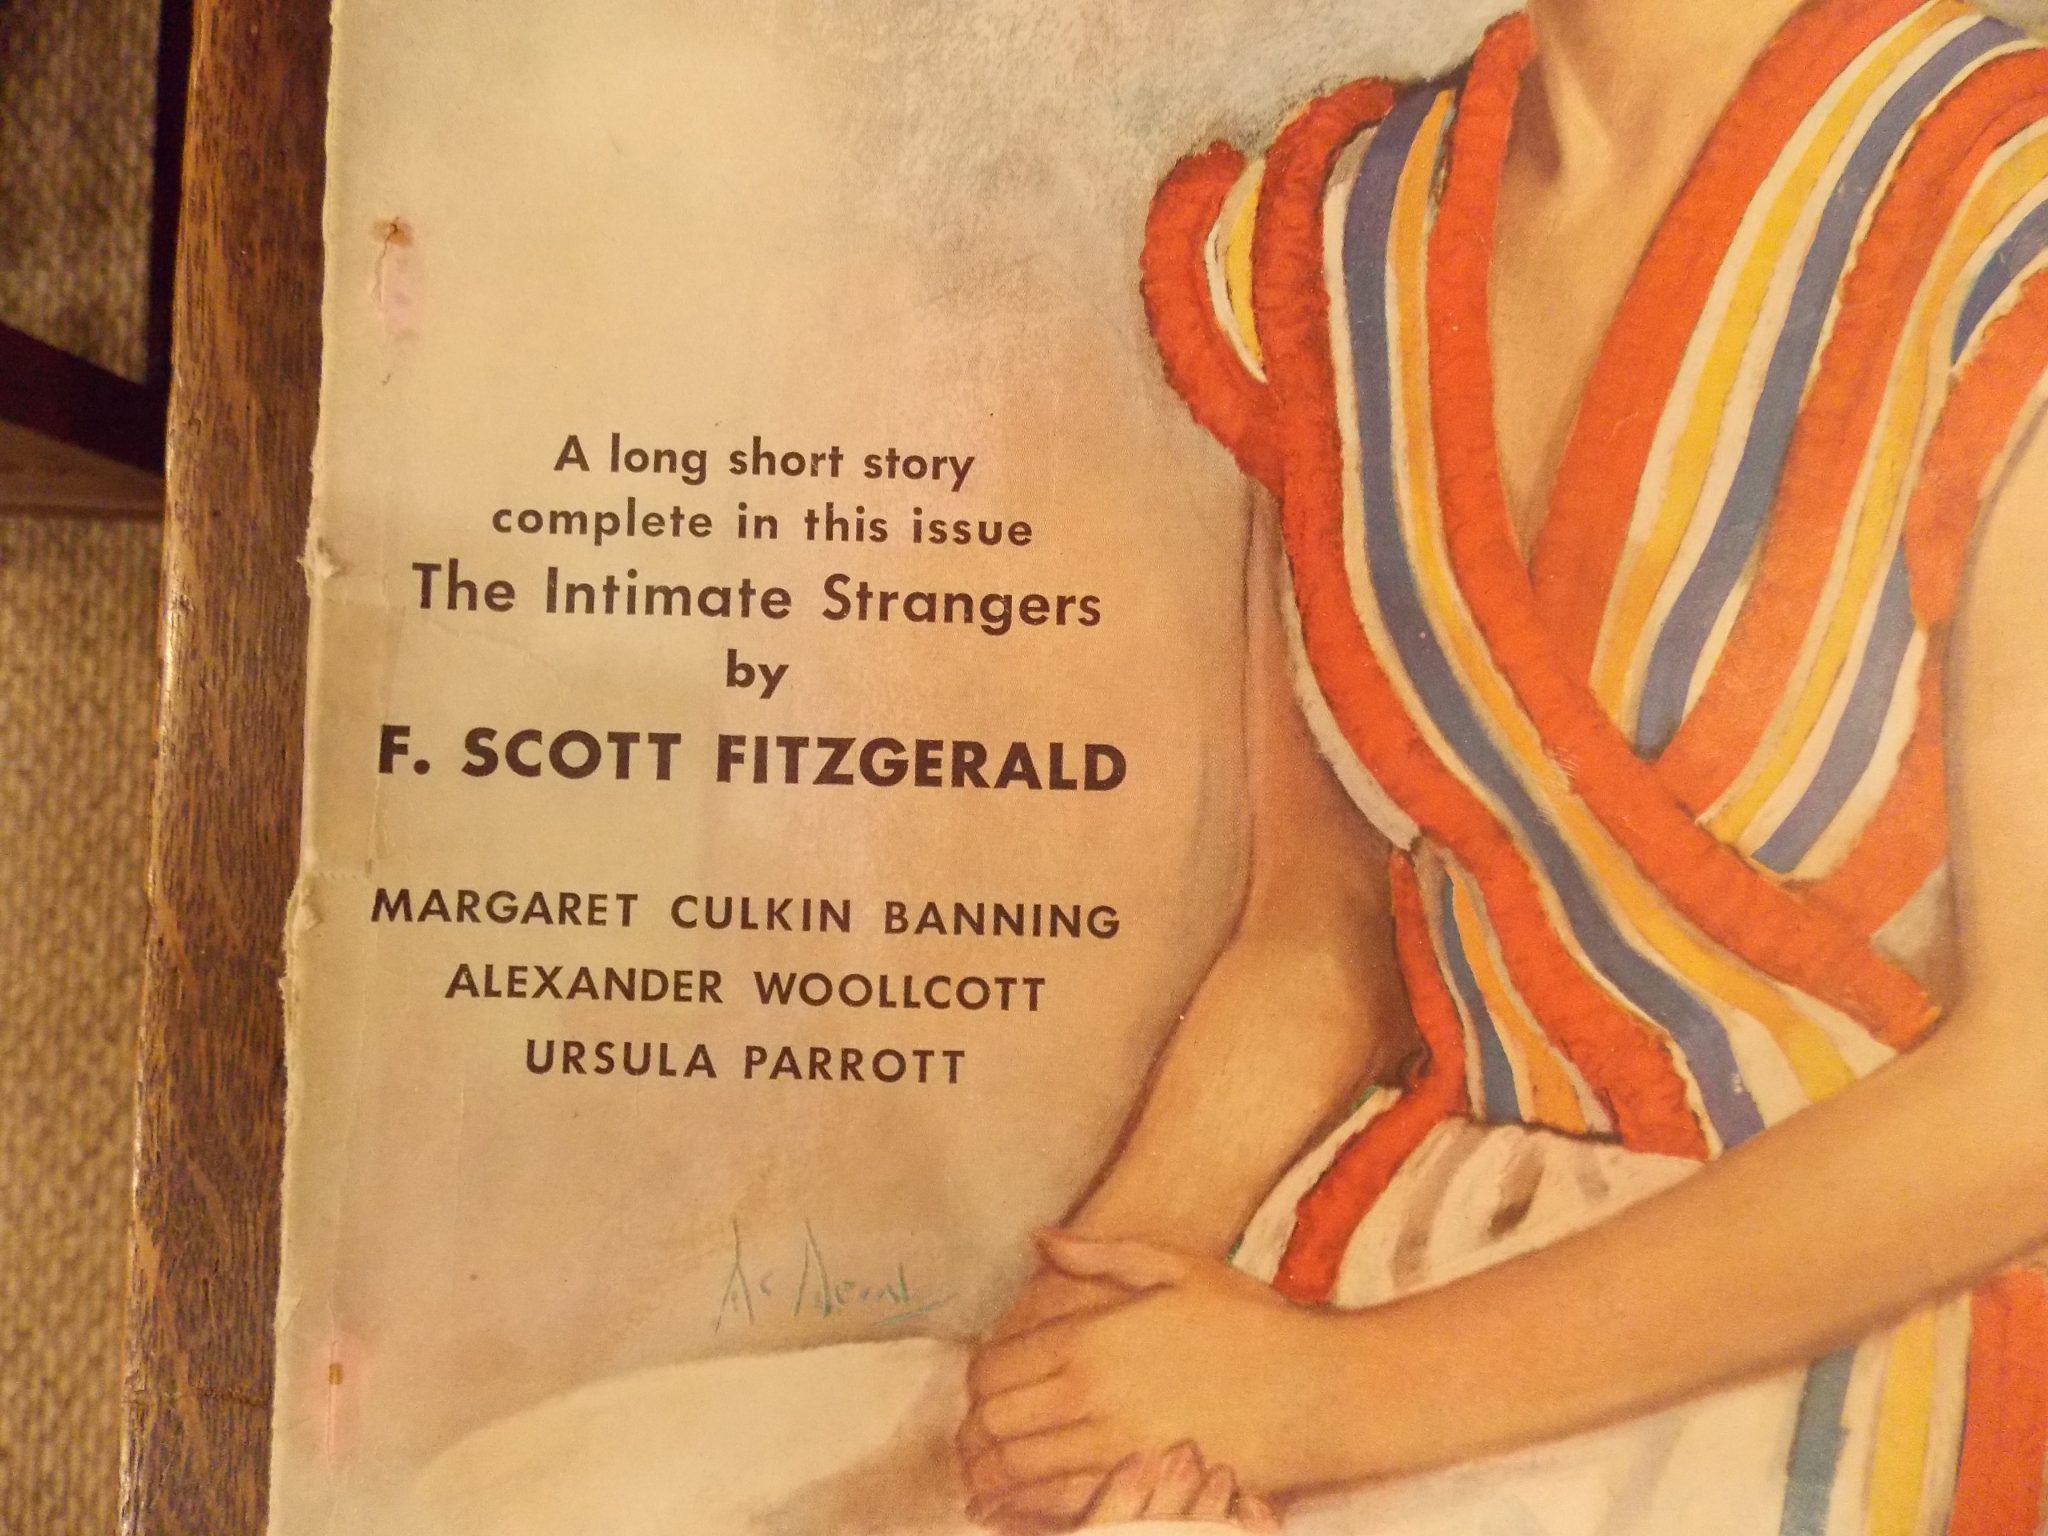 A long short story
complete in this issue
The Intimate Strangers
by
F. SCOTT FITZGERALD
MARGARET CULKIN BANNING
ALEXANDER WOOLLCOTT
URSULA PARROTT